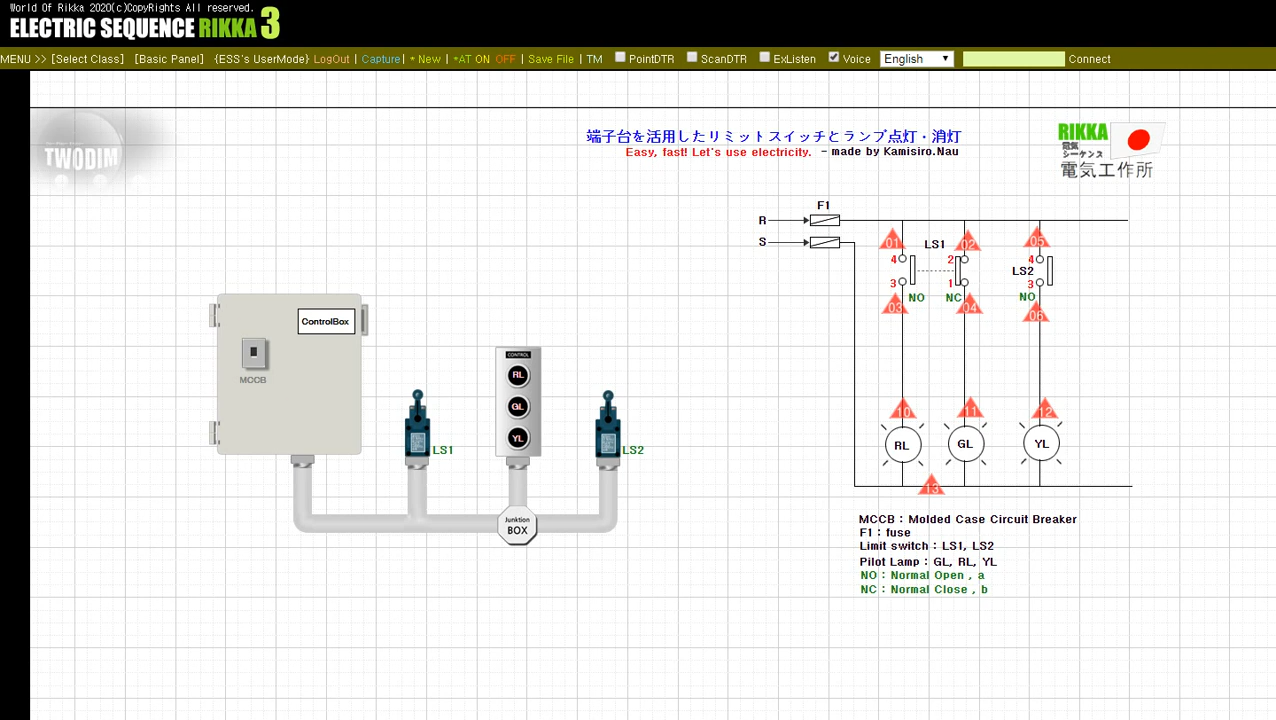 World Of Rikka 2020(c)CopyRights All reserved.
ELECTRIC SEQUENCE RIKKA 3
MENU >> [Select Class] [Basic Panel] {ESS's UserMode} LogOut | Capture | * New | *AT ON OFF | Save File | TM PointDTR ScanDTR ExListen Voice English Connect
TWODIM
端子台を活用したリミットスイッチとランプ点灯・消灯
Easy, fast! Let's use electricity. - made by Kamisiro.Nau
RIKKA
電気
シーケンス
電気工作所
F1
R
S
01
LS1
02
05
4
2
4
LS2
3
1
3
NO
NC
NO
03
04
06
10
11
12
RL
GL
YL
13
ControlBox
MCCB
CONTROL
RL
GL
YL
LS1
LS2
Junktion
BOX
MCCB : Molded Case Circuit Breaker
F1 : fuse
Limit switch : LS1, LS2
Pilot Lamp : GL, RL, YL
NO : Normal Open , a
NC : Normal Close , b